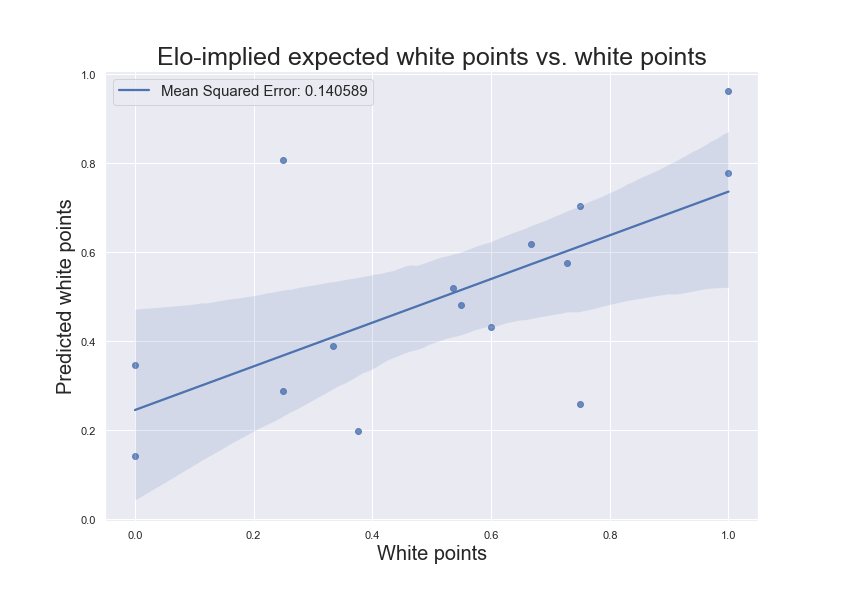 Elo-implied expected white points vs. white points
Mean Squared Error: 0.140589
1.0
0.8
0.6
0.4
0.2
0.0
Predicted white points
0.0 0.2 0.4 0.6 0.8 1.0
White points